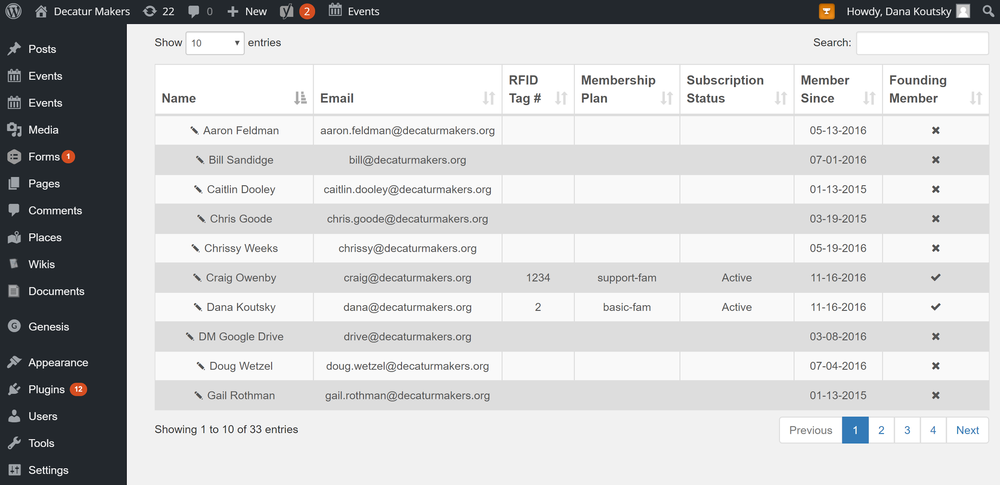 Decatur Makers 22 0 New 2 Events Howdy, Dana Koutsky
Posts
Events
Events
Media
Forms 1
Pages
Comments
Places
Wikis
Documents
G Genesis
Appearance
Plugins 12
Users
Tools
Settings
Show 10 entries Search:
Name Email RFID Tag # Membership Plan Subscription Status Member Since Founding Member
Aaron Feldman aaron.feldman@decaturmakers.org 05-13-2016
Bill Sandidge bill@decaturmakers.org 07-01-2016
Caitlin Dooley caitlin.dooley@decaturmakers.org 01-13-2015
Chris Goode chris.goode@decaturmakers.org 03-19-2015
Chrissy Weeks chrissy@decaturmakers.org 05-19-2016
Craig Owenby craig@decaturmakers.org 1234 support-fam Active 11-16-2016
Dana Koutsky dana@decaturmakers.org 2 basic-fam Active 11-16-2016
DM Google Drive drive@decaturmakers.org 03-08-2016
Doug Wetzel doug.wetzel@decaturmakers.org 07-04-2016
Gail Rothman gail.rothman@decaturmakers.org 01-13-2015
Showing 1 to 10 of 33 entries Previous 1 2 3 4 Next